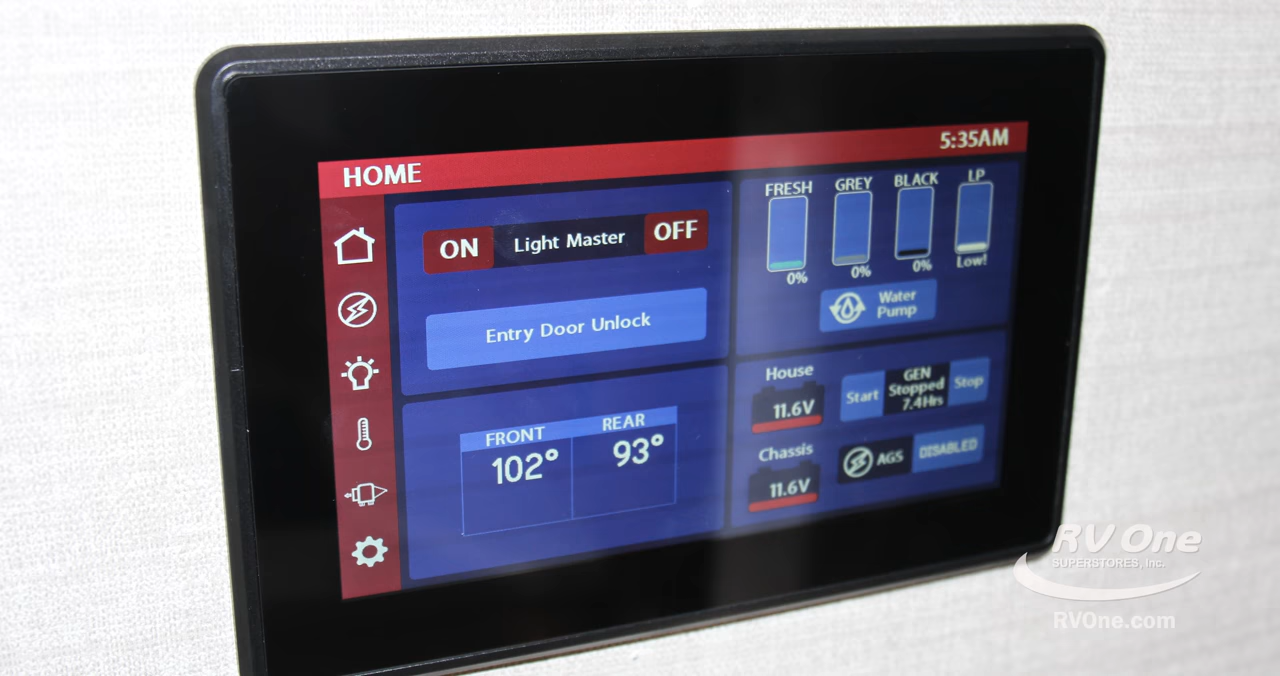 HOME
5:35AM
ON Light Master OFF
Entry Door Unlock
FRESH GREY BLACK LP
0% 0% 0% Low!
Water
Pump
FRONT REAR
102° 93°
House
11.6V
Chassis
11.6V
Start
GEN
Stopped
7.4Hrs
Stop
AGS DISABLED
RV One
SUPERSTORES, Inc.
RVOne.com